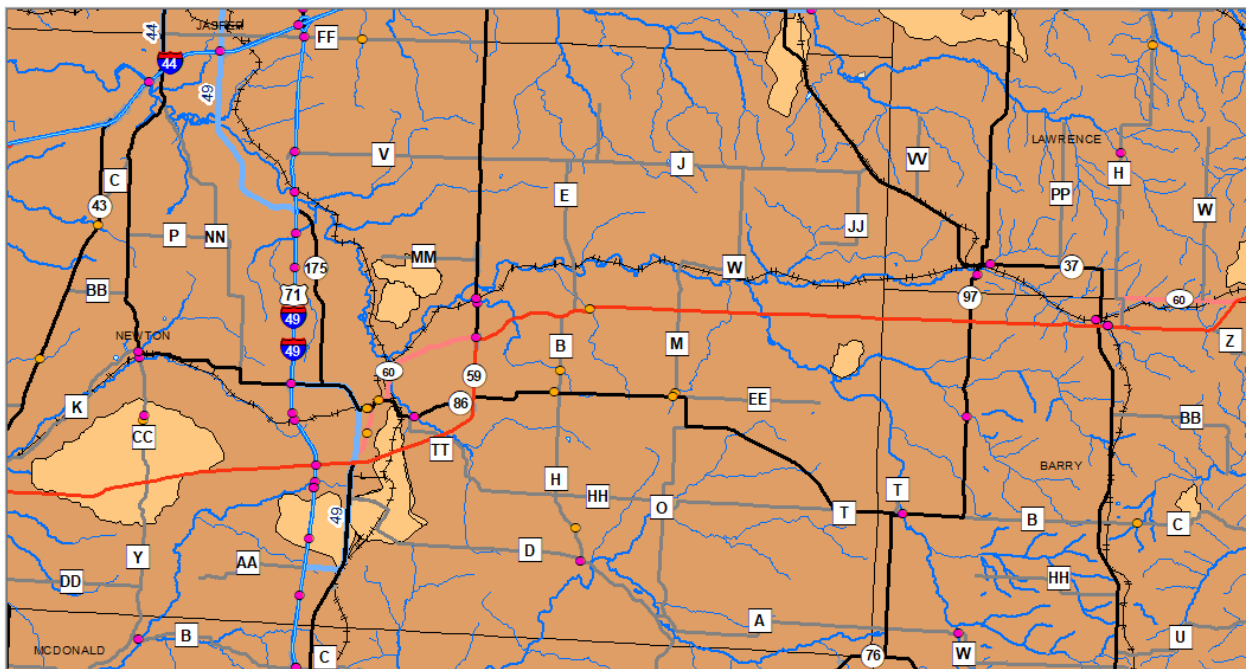 JASPER
44
FF
44
49
V
J
LAWRENCE
VV
H
C
E
PP
43
W
P
NN
JJ
MM
W
175
37
BB
71
97
60
49
NEWTON
49
B
M
Z
60
59
K
86
EE
CC
TT
BB
BARRY
H
HH
O
T
T
B
C
49
D
Y
AA
DD
HH
A
B
U
MCDONALD
C
76
W